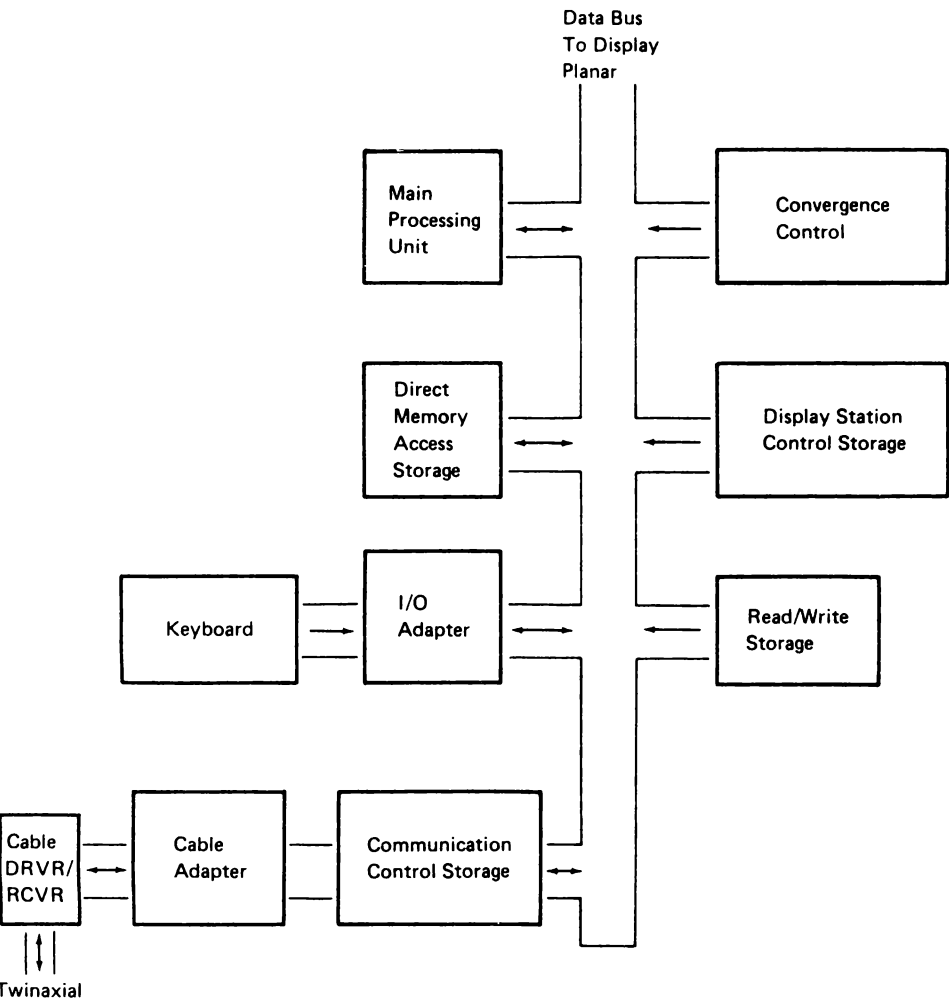 Data Bus
To Display
Planar
Main
Processing
Unit
Convergence
Control
Direct
Memory
Access
Storage
Display Station
Control Storage
Keyboard
I/O
Adapter
Read/Write
Storage
Cable
DRVR/
RCVR
Cable
Adapter
Communication
Control Storage
Twinaxial